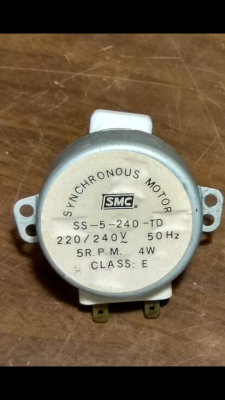 SYNCHRONOUS MOTOR
SMC
SS-5-240-TD
220/240V 50Hz
5R.P.M. 4W
CLASS: E